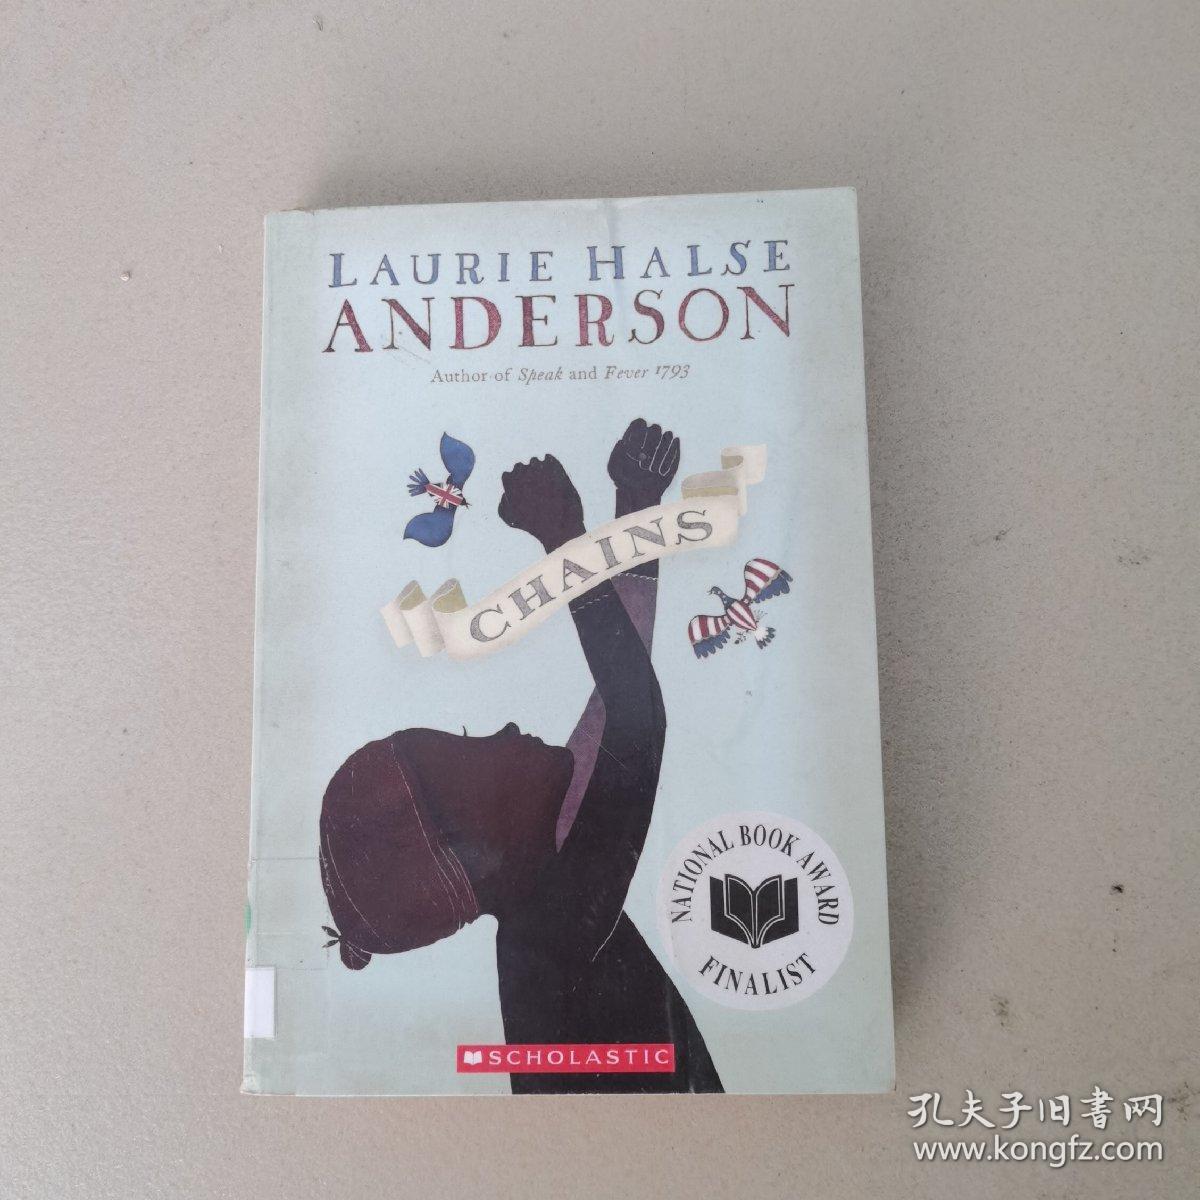 LAURIE HALSE
ANDERSON
Author of Speak and Fever 1793
CHAINS
NATIONAL BOOK AWARD
FINALIST
SCHOLASTIC
孔夫子旧書网
www.kongfz.com